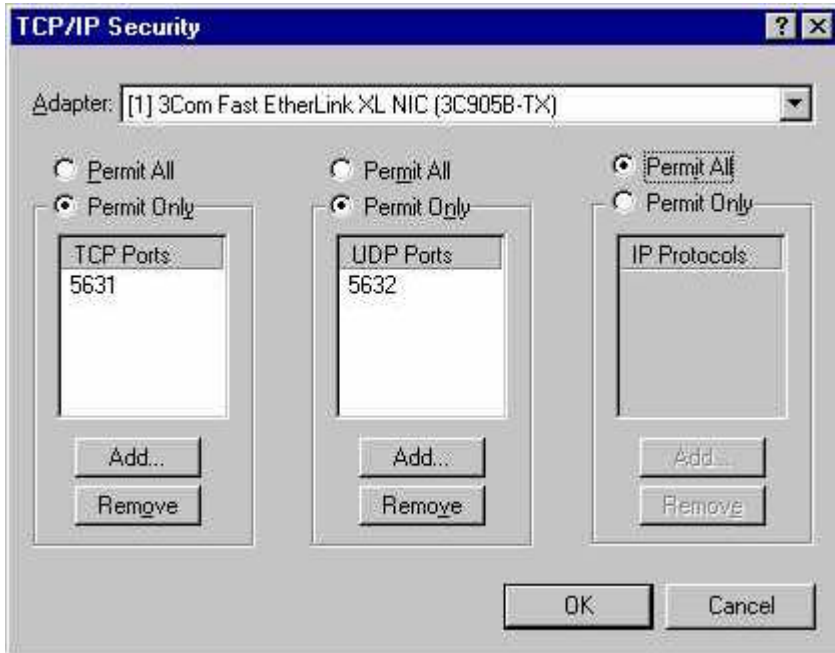 TCP/IP Security
Adapter: [1] 3Com Fast EtherLink XL NIC (3C905B-TX)
Permit All
Permit Only
TCP Ports
5631
Add...
Remove
Permit All
Permit Only
UDP Ports
5632
Add...
Remove
Permit All
Permit Only
IP Protocols
Add...
Remove
OK
Cancel